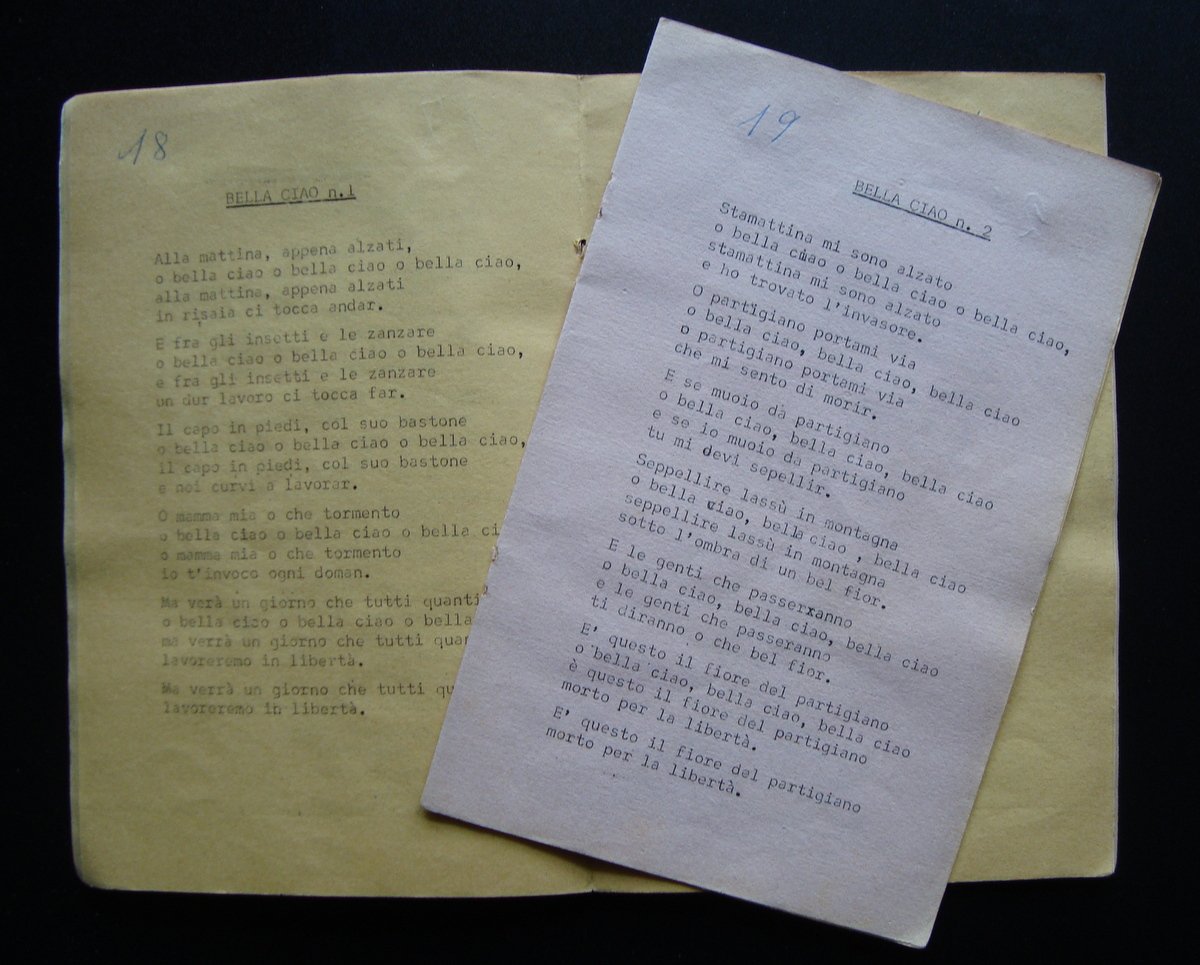 18
BELLA CIAO n.1
Alla mattina, appena alzati,
o bella ciao o bella ciao o bella ciao,
alla mattina, appena alzati
in risaia ci tocca andar.
E fra gli insetti e le zanzare
o bella ciao o bella ciao o bella ciao,
e fra gli insetti e le zanzare
un dur lavoro ci tocca far.
Il capo in piedi, col suo bastone
o bella ciao o bella ciao o bella ciao,
il capo in piedi, col suo bastone
e noi curvi a lavorar.
O mamma mia o che tormento
o bella ciao o bella ciao o bella ci
o mamma mia o che tormento
io t'invoco ogni doman.
Ma verà un giorno che tutti quanti
o bella ciao o bella ciao o bella
ma verrà un giorno che tutti quan
lavoreremo in libertà.
Ma verrà un giorno che tutti qu
lavoreremo in libertà.
19
BELLA CIAO n. 2
Stamattina mi sono alzato
o bella ciao o bella ciao o bella ciao,
stamattina mi sono alzato
e ho trovato l'invasore.
O partigiano portami via
o bella ciao, bella ciao, bella ciao
o partigiano portami via
che mi sento di morir.
E se muoio da partigiano
o bella ciao, bella ciao, bella ciao
e se io muoio da partigiano
tu mi devi sepellir.
Seppellire lassù in montagna
o bella ciao, bella ciao , bella ciao
seppellire lassù in montagna
sotto l'ombra di un bel fior.
E le genti che passerxanno
o bella ciao, bella ciao, bella ciao
e le genti che passeranno
ti diranno o che bel fior.
E' questo il fiore del partigiano
o bella ciao, bella ciao, bella ciao
è questo il fiore del partigiano
morto per la libertà.
E' questo il fiore del partigiano
morto per la libertà.